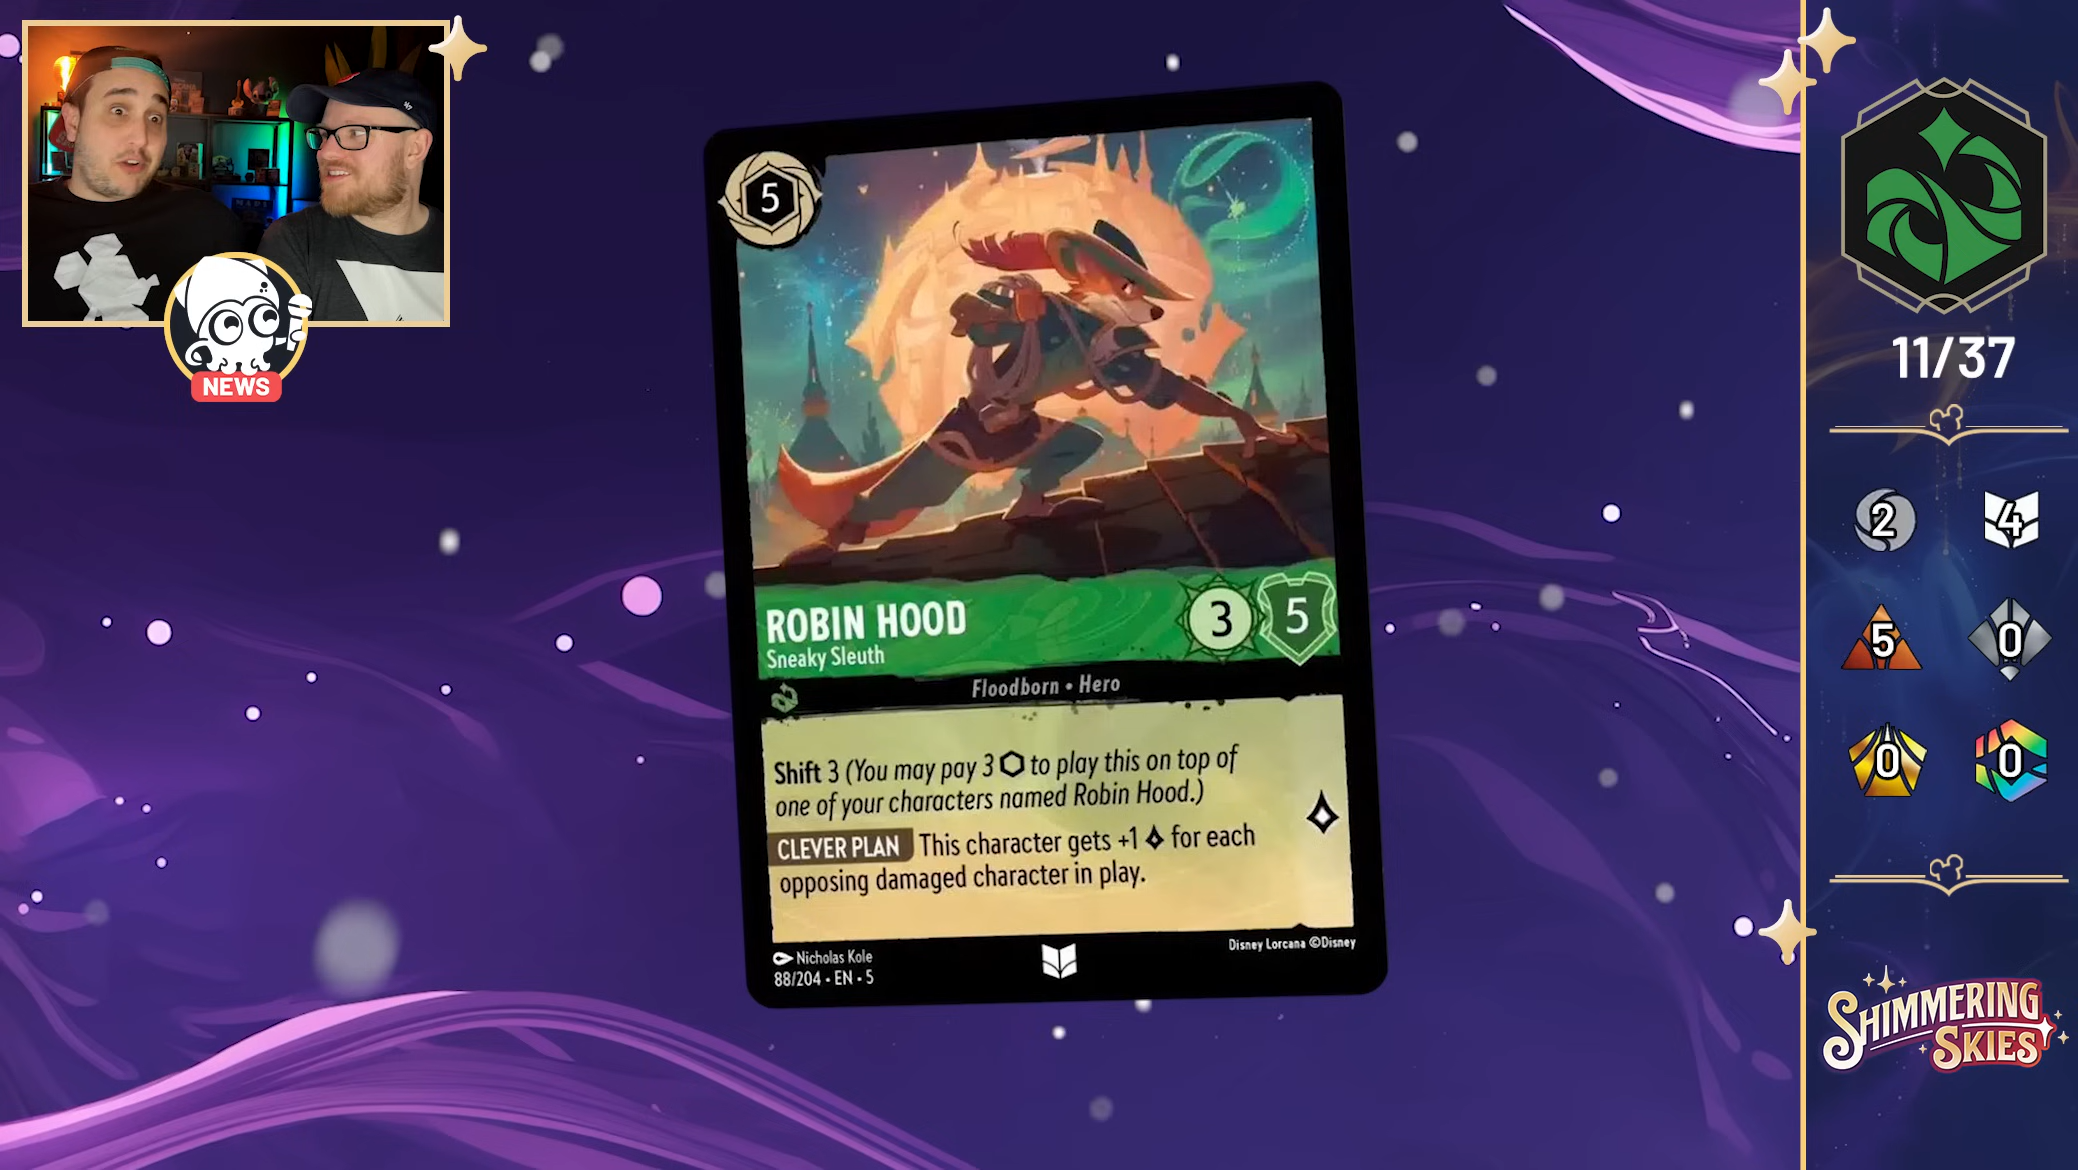 NEWS
5
ROBIN HOOD
Sneaky Sleuth
3
5
Floodborn • Hero
Shift 3 (You may pay 3 ⬡ to play this on top of
one of your characters named Robin Hood.)
CLEVER PLAN This character gets +1 for each
opposing damaged character in play.
Nicholas Kole
88/204 • EN • 5
Disney Lorcana ©Disney
11/37
2
4
5
0
0
0
SHIMMERING
SKIES